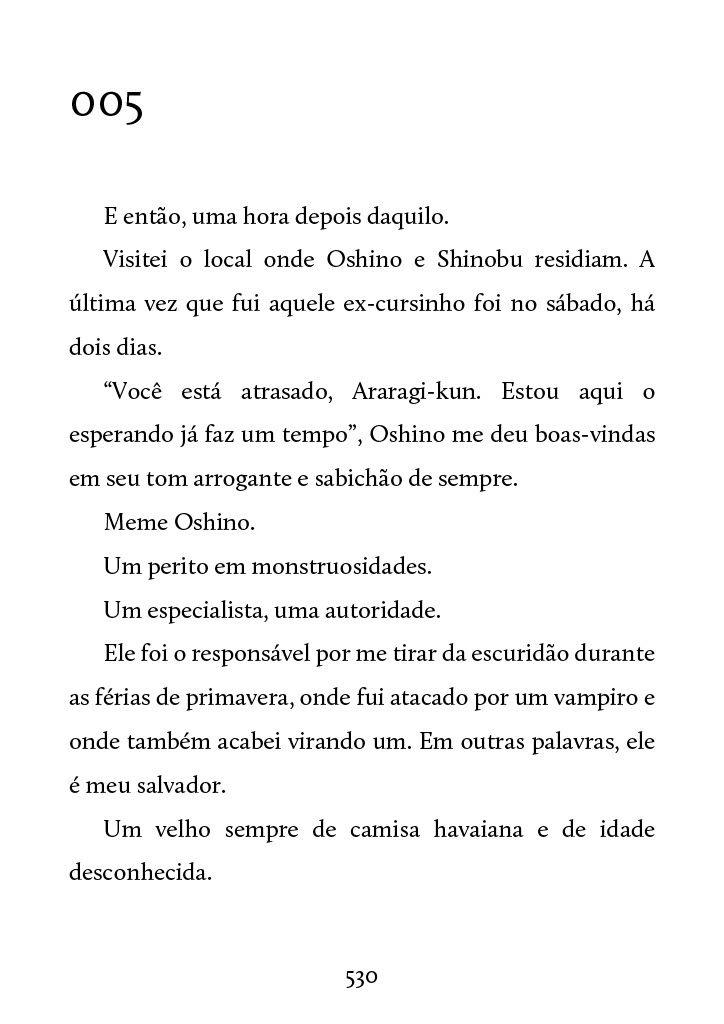 005
E então, uma hora depois daquilo.
Visitei o local onde Oshino e Shinobu residiam. A
última vez que fui aquele ex-cursinho foi no sábado, há
dois dias.
“Você está atrasado, Araragi-kun. Estou aqui o
esperando já faz um tempo”, Oshino me deu boas-vindas
em seu tom arrogante e sabichão de sempre.
Meme Oshino.
Um perito em monstruosidades.
Um especialista, uma autoridade.
Ele foi o responsável por me tirar da escuridão durante
as férias de primavera, onde fui atacado por um vampiro e
onde também acabei virando um. Em outras palavras, ele
é meu salvador.
Um velho sempre de camisa havaiana e de idade
desconhecida.
530